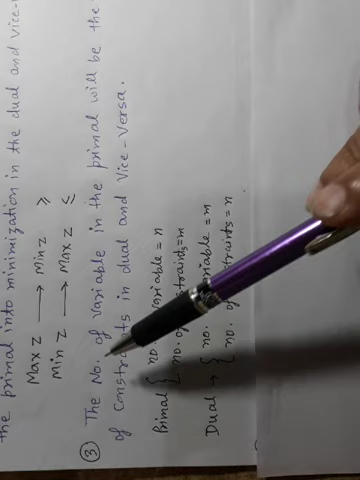 the primal into minimization in the dual and vice-
Max Z → Min Z ≥
Min Z → Max Z ≤
③ The No. of variable in the primal will be the
of Constraints in dual and Vice-Versa.
Primal { no. variable = n
no. of constraints = m
Dual → { no. variable = m
no. of constraints = n